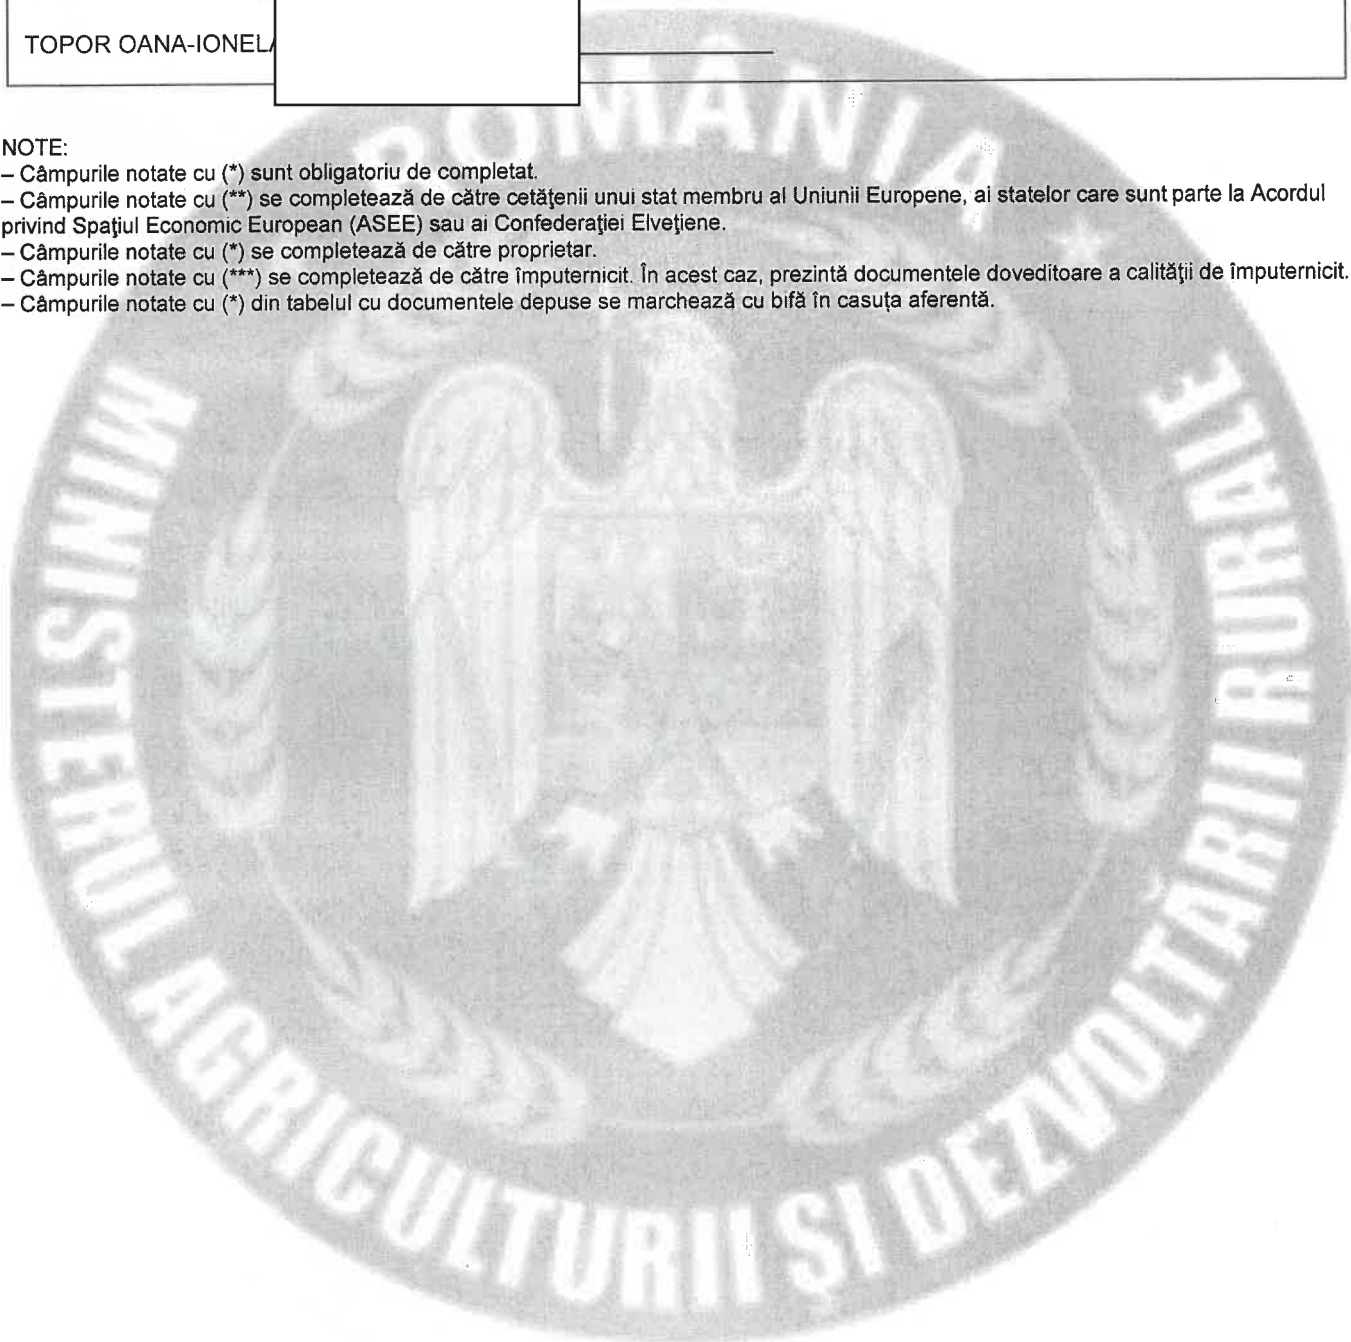 TOPOR OANA-IONELA
NOTE:
– Câmpurile notate cu (*) sunt obligatoriu de completat.
– Câmpurile notate cu (**) se completează de către cetăţenii unui stat membru al Uniunii Europene, ai statelor care sunt parte la Acordul
privind Spaţiul Economic European (ASEE) sau ai Confederaţiei Elveţiene.
– Câmpurile notate cu (*) se completează de către proprietar.
– Câmpurile notate cu (***) se completează de către împuternicit. În acest caz, prezintă documentele doveditoare a calităţii de împuternicit.
– Câmpurile notate cu (*) din tabelul cu documentele depuse se marchează cu bifă în casuţa aferentă.
ROMÂNIA
MINISTERUL AGRICULTURII ŞI DEZVOLTĂRII RURALE